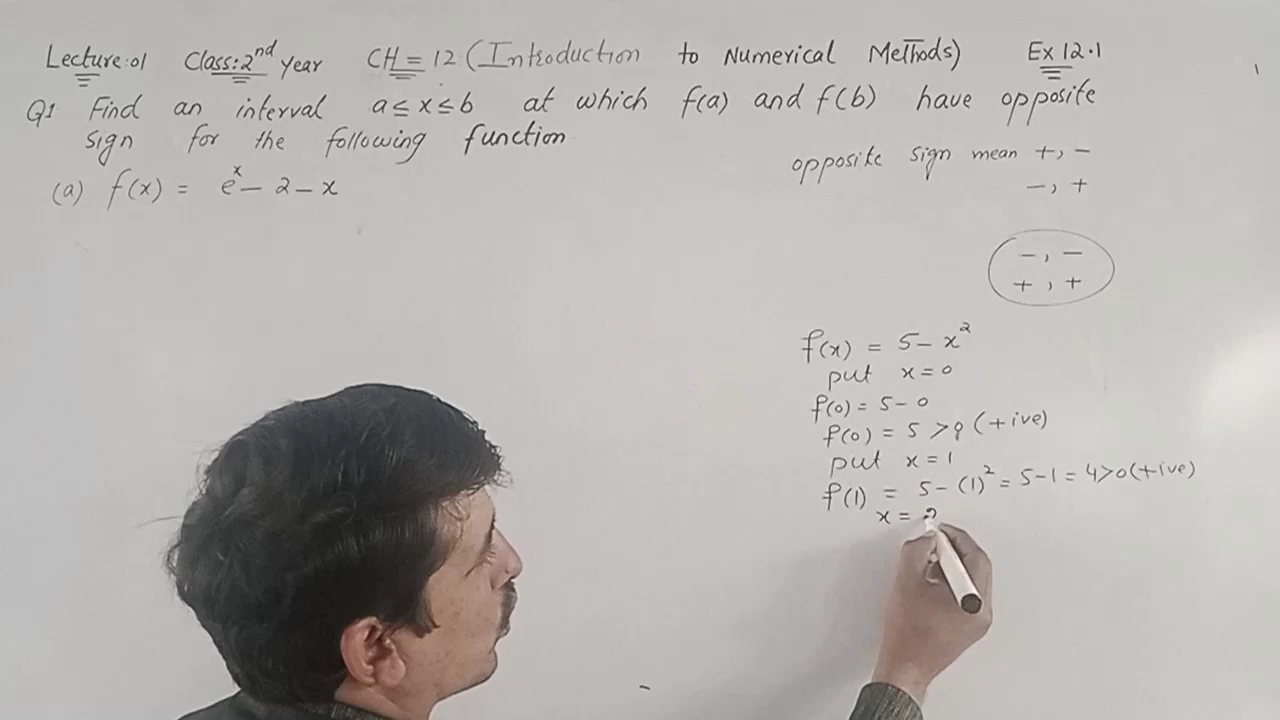 Lecture:01 Class:2nd year CH = 12 (Introduction to Numerical Methods) Ex 12.1
Q1 Find an interval a ≤ x ≤ b at which f(a) and f(b) have opposite
sign for the following function
(a) f(x) = e^x - 2 - x
opposite sign mean +, -
-, +
-, -
+, +
f(x) = 5 - x²
put x = 0
f(0) = 5 - 0
f(0) = 5 > 0 (+ive)
put x = 1
f(1) = 5 - (1)² = 5 - 1 = 4 > 0 (+ive)
x =